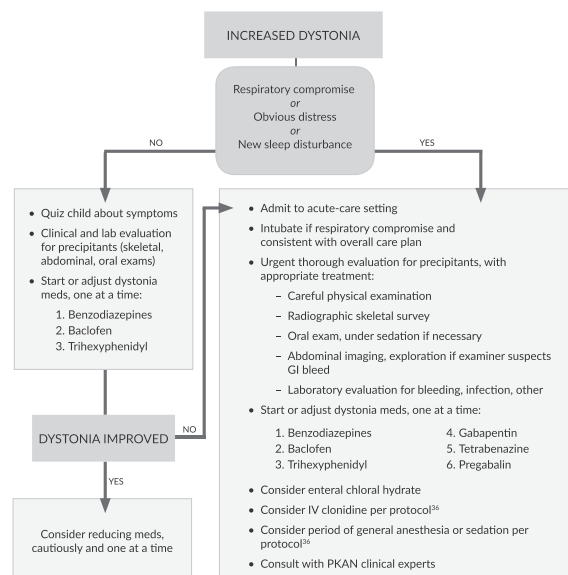 INCREASED DYSTONIA
Respiratory compromise
or
Obvious distress
or
New sleep disturbance
NO
YES
• Quiz child about symptoms
• Clinical and lab evaluation
for precipitants (skeletal,
abdominal, oral exams)
• Start or adjust dystonia
meds, one at a time:
1. Benzodiazepines
2. Baclofen
3. Trihexyphenidyl
DYSTONIA IMPROVED
NO
YES
Consider reducing meds,
cautiously and one at a time
• Admit to acute-care setting
• Intubate if respiratory compromise and
consistent with overall care plan
• Urgent thorough evaluation for precipitants, with
appropriate treatment:
– Careful physical examination
– Radiographic skeletal survey
– Oral exam, under sedation if necessary
– Abdominal imaging, exploration if examiner suspects
GI bleed
– Laboratory evaluation for bleeding, infection, other
• Start or adjust dystonia meds, one at a time:
1. Benzodiazepines
2. Baclofen
3. Trihexyphenidyl
4. Gabapentin
5. Tetrabenazine
6. Pregabalin
• Consider enteral chloral hydrate
• Consider IV clonidine per protocol³⁶
• Consider period of general anesthesia or sedation per
protocol³⁶
• Consult with PKAN clinical experts